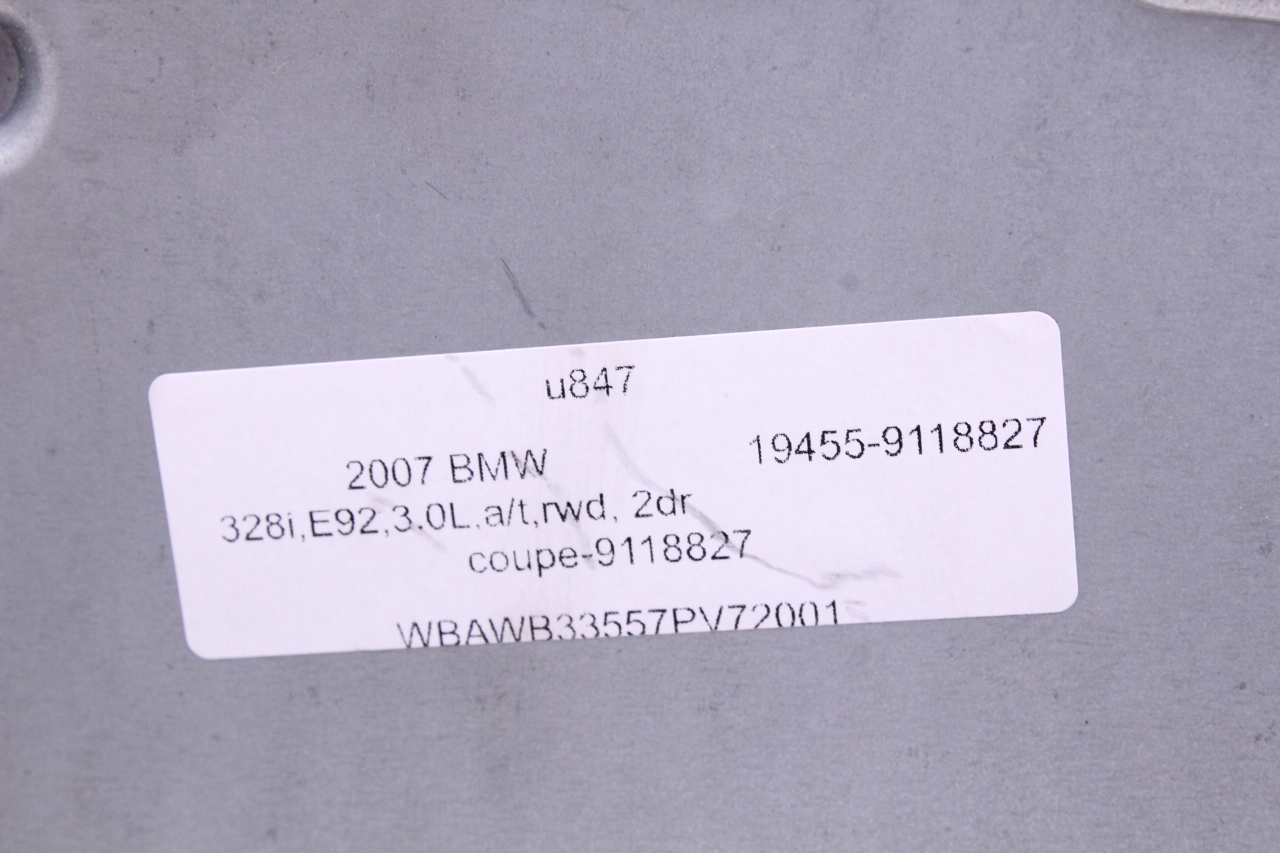 u847
19455-9118827
2007 BMW
328i,E92,3.0L,a/t,rwd, 2dr
coupe-9118827
WBAWB33557PV72001